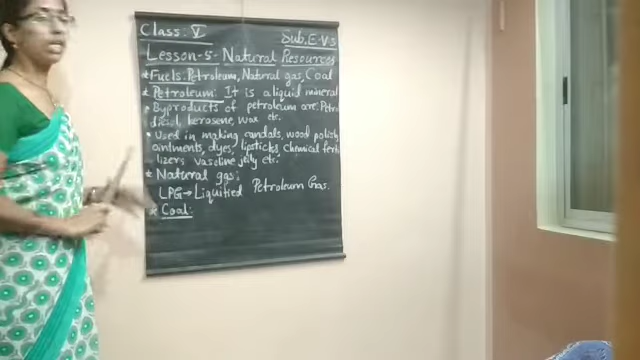 Class: V
Sub. E.V.S
Lesson-5- Natural Resources
* Fuels: Petroleum, Natural gas, Coal
* Petroleum: It is a liquid mineral
• Byproducts of petroleum are: Petrol
diesel, kerosene, wax etc.
• Used in making candals, wood polish
ointments, dyes, lipsticks chemical ferti
lizers vaseline jelly etc.
* Natural gas:
LPG → Liquified Petroleum Gas.
* Coal: